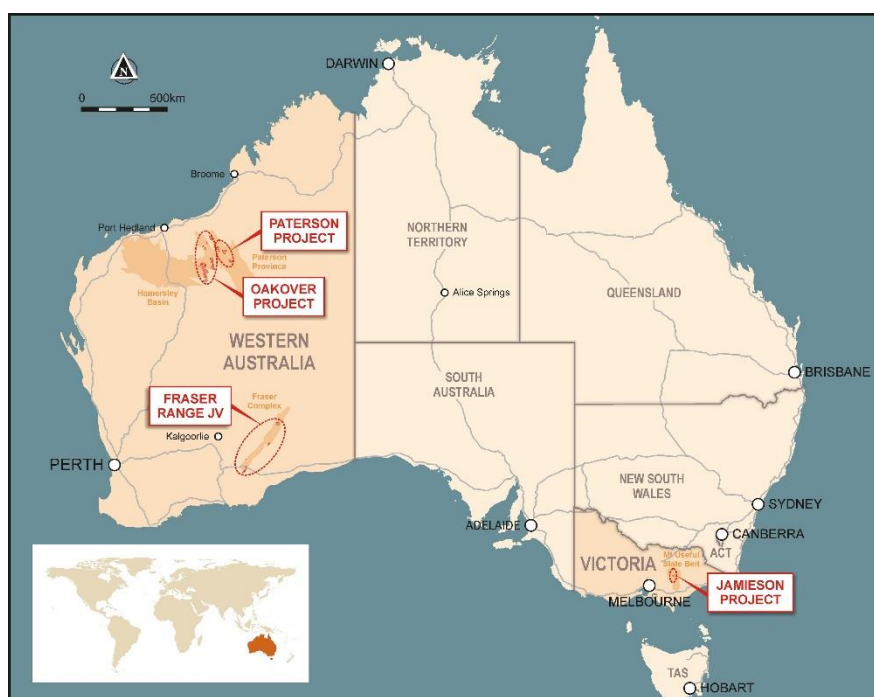 DARWIN
N
0 500km
Broome
Port Hedland
PATERSON
PROJECT
Paterson
Province
NORTHERN
TERRITORY
OAKOVER
PROJECT
Hamersley
Basin
Alice Springs
QUEENSLAND
WESTERN
AUSTRALIA
BRISBANE
SOUTH
AUSTRALIA
FRASER
RANGE JV
Fraser
Complex
Kalgoorlie
PERTH
NEW SOUTH
WALES
SYDNEY
ADELAIDE
CANBERRA
ACT
VICTORIA
Mt Useful
Slate Belt
MELBOURNE
JAMIESON
PROJECT
TAS
HOBART